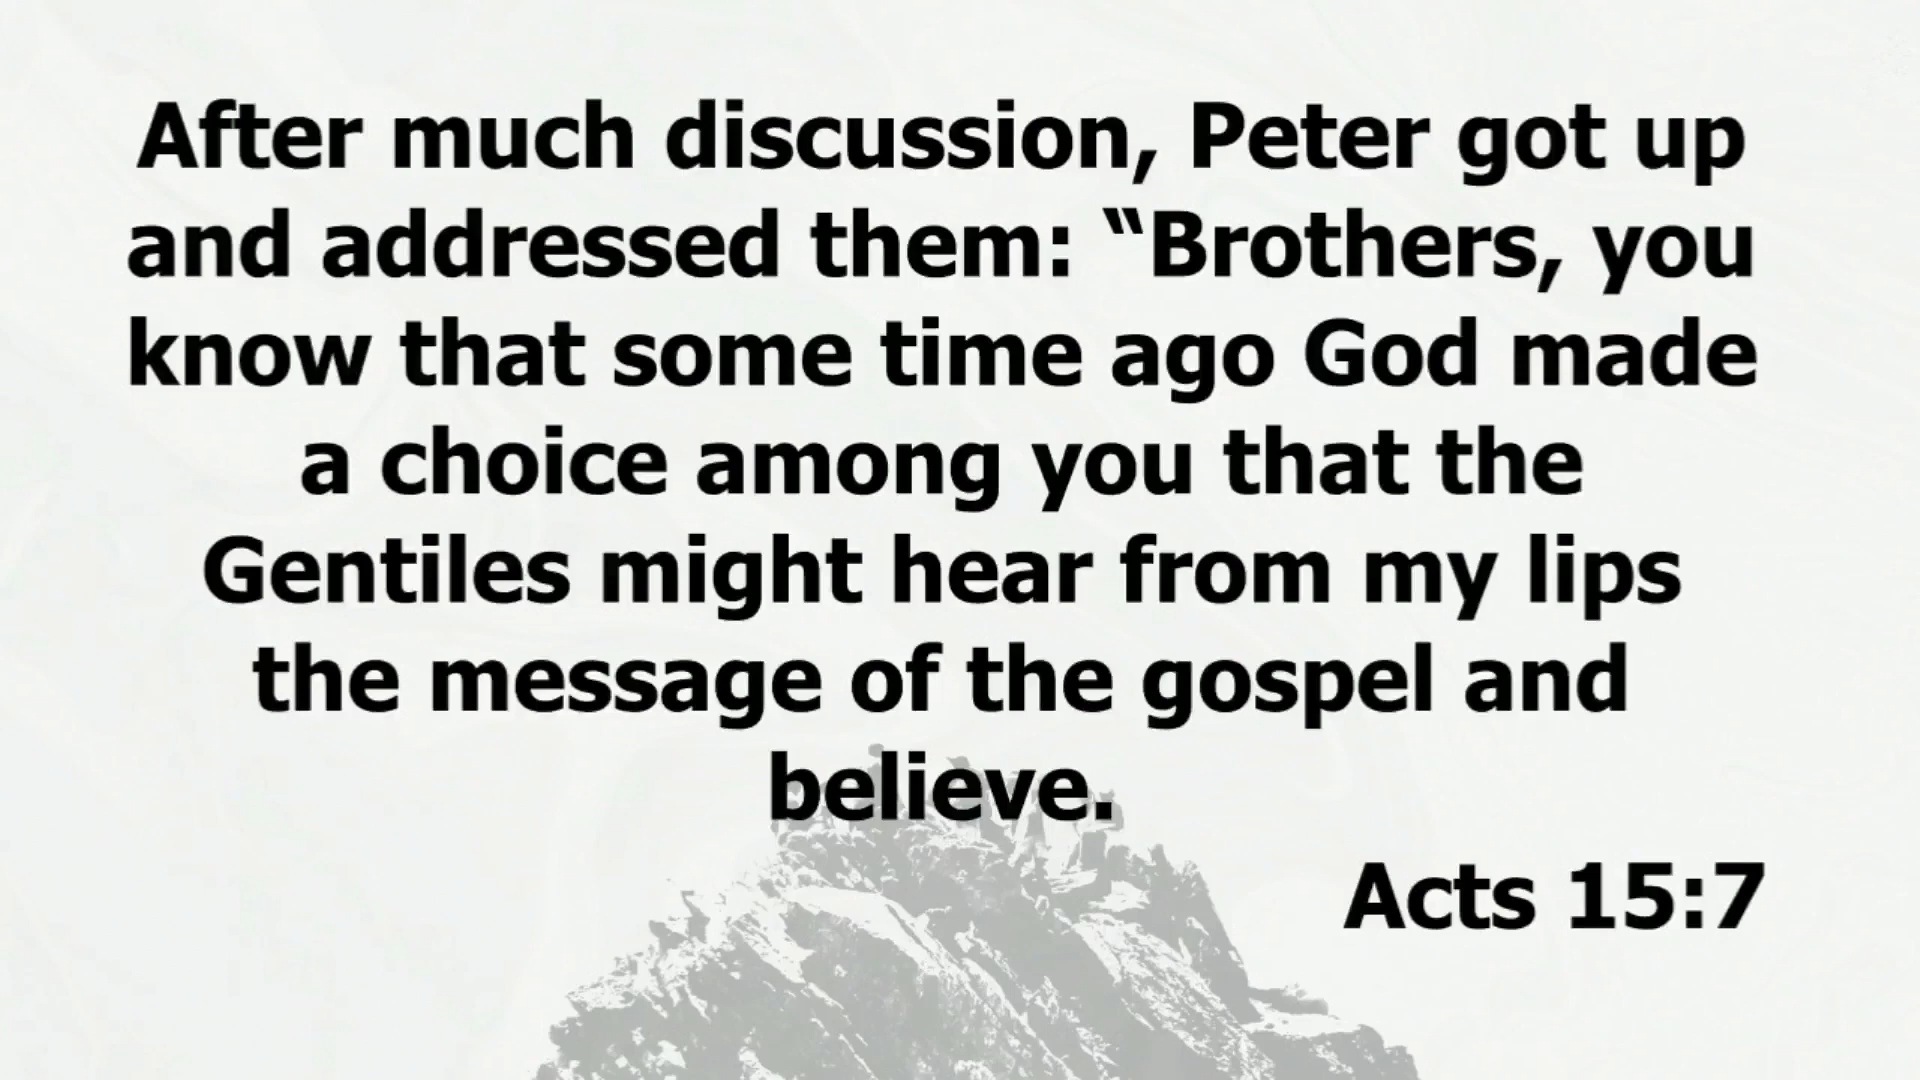 After much discussion, Peter got up
and addressed them: “Brothers, you
know that some time ago God made
a choice among you that the
Gentiles might hear from my lips
the message of the gospel and
believe.
Acts 15:7